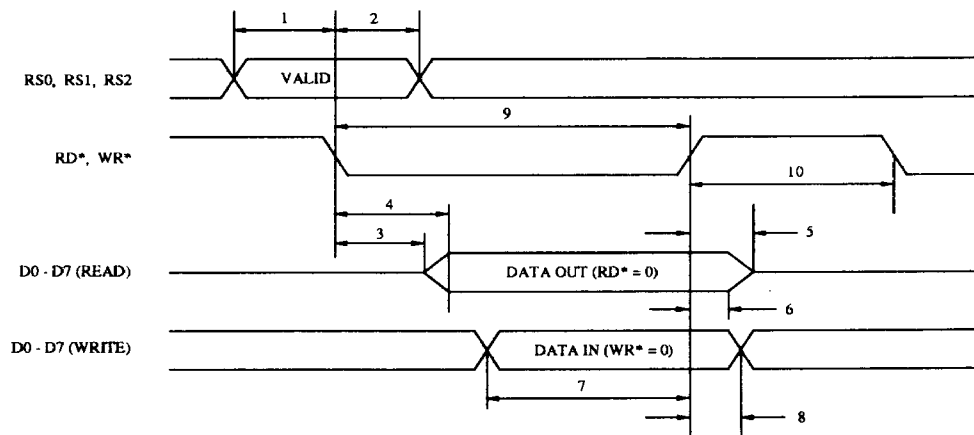 1
2
RS0, RS1, RS2
VALID
9
RD*, WR*
10
4
3
5
D0 - D7 (READ)
DATA OUT (RD* = 0)
6
D0 - D7 (WRITE)
DATA IN (WR* = 0)
7
8